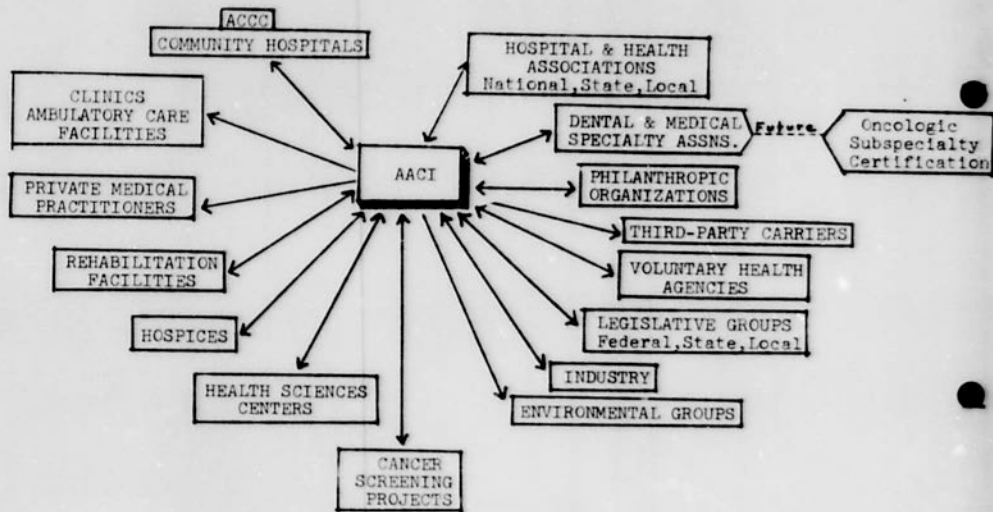 ACCC
COMMUNITY HOSPITALS
HOSPITAL & HEALTH
ASSOCIATIONS
National,State,Local
CLINICS
AMBULATORY CARE
FACILITIES
DENTAL & MEDICAL
SPECIALTY ASSNS.
Future
Oncologic
Subspecialty
Certification
AACI
PRIVATE MEDICAL
PRACTITIONERS
PHILANTHROPIC
ORGANIZATIONS
THIRD-PARTY CARRIERS
REHABILITATION
FACILITIES
VOLUNTARY HEALTH
AGENCIES
HOSPICES
LEGISLATIVE GROUPS
Federal,State,Local
HEALTH SCIENCES
CENTERS
INDUSTRY
ENVIRONMENTAL GROUPS
CANCER
SCREENING
PROJECTS